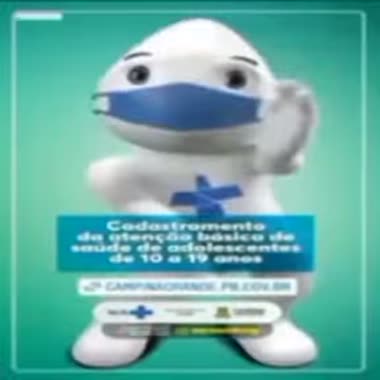 Cadastramento
da atenção básica de
saúde de adolescentes
de 10 a 19 anos
CAMPINAGRANDE.PB.GOV.BR